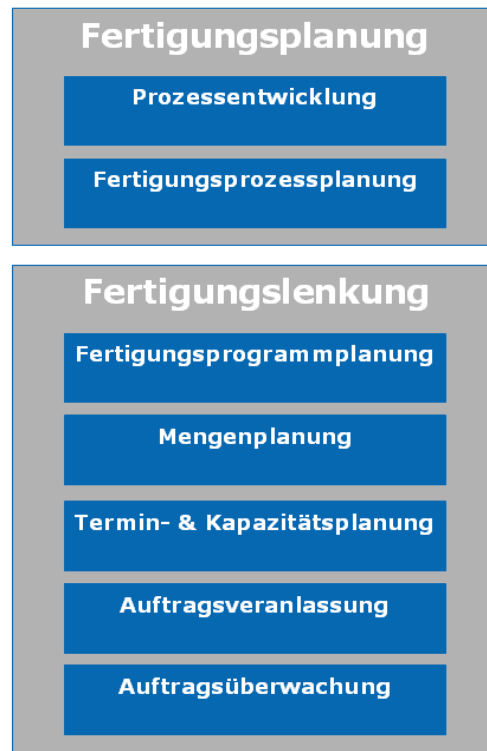 Fertigungsplanung
Prozessentwicklung
Fertigungsprozessplanung
Fertigungslenkung
Fertigungsprogrammplanung
Mengenplanung
Termin- & Kapazitätsplanung
Auftragsveranlassung
Auftragsüberwachung